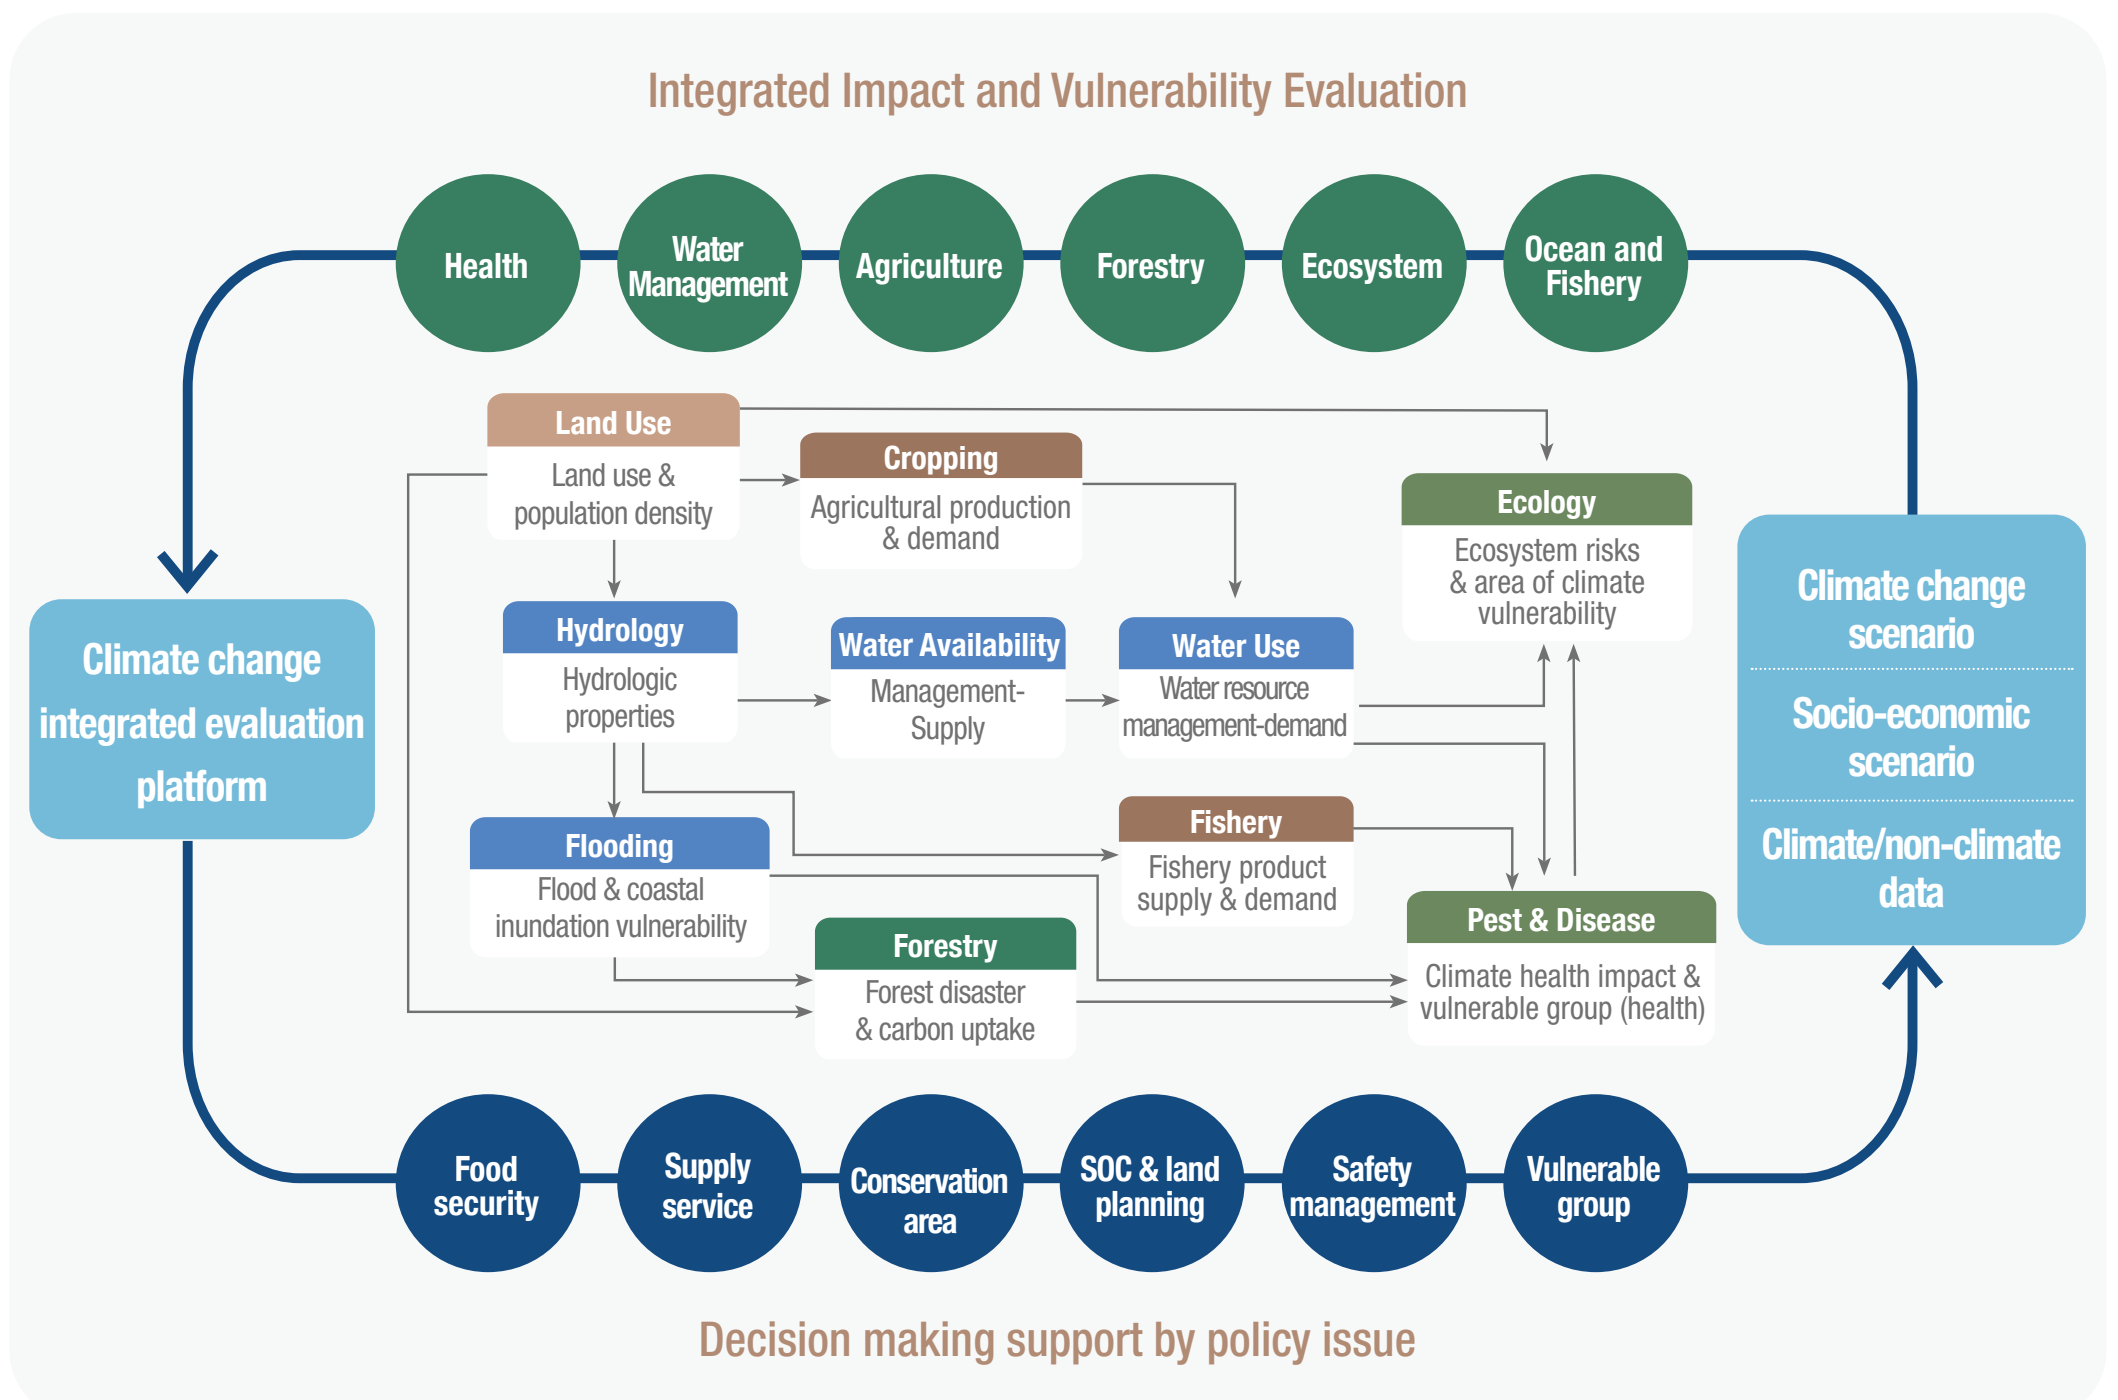 Integrated Impact and Vulnerability Evaluation
Health
Water
Management
Agriculture
Forestry
Ecosystem
Ocean and
Fishery
Land Use
Land use &
population density
Cropping
Agricultural production
& demand
Ecology
Ecosystem risks
& area of climate
vulnerability
Hydrology
Hydrologic
properties
Water Availability
Management-
Supply
Water Use
Water resource
management-demand
Climate change
integrated evaluation
platform
Climate change
scenario
Socio-economic
scenario
Climate/non-climate
data
Flooding
Flood & coastal
inundation vulnerability
Fishery
Fishery product
supply & demand
Forestry
Forest disaster
& carbon uptake
Pest & Disease
Climate health impact &
vulnerable group (health)
Food
security
Supply
service
Conservation
area
SOC & land
planning
Safety
management
Vulnerable
group
Decision making support by policy issue